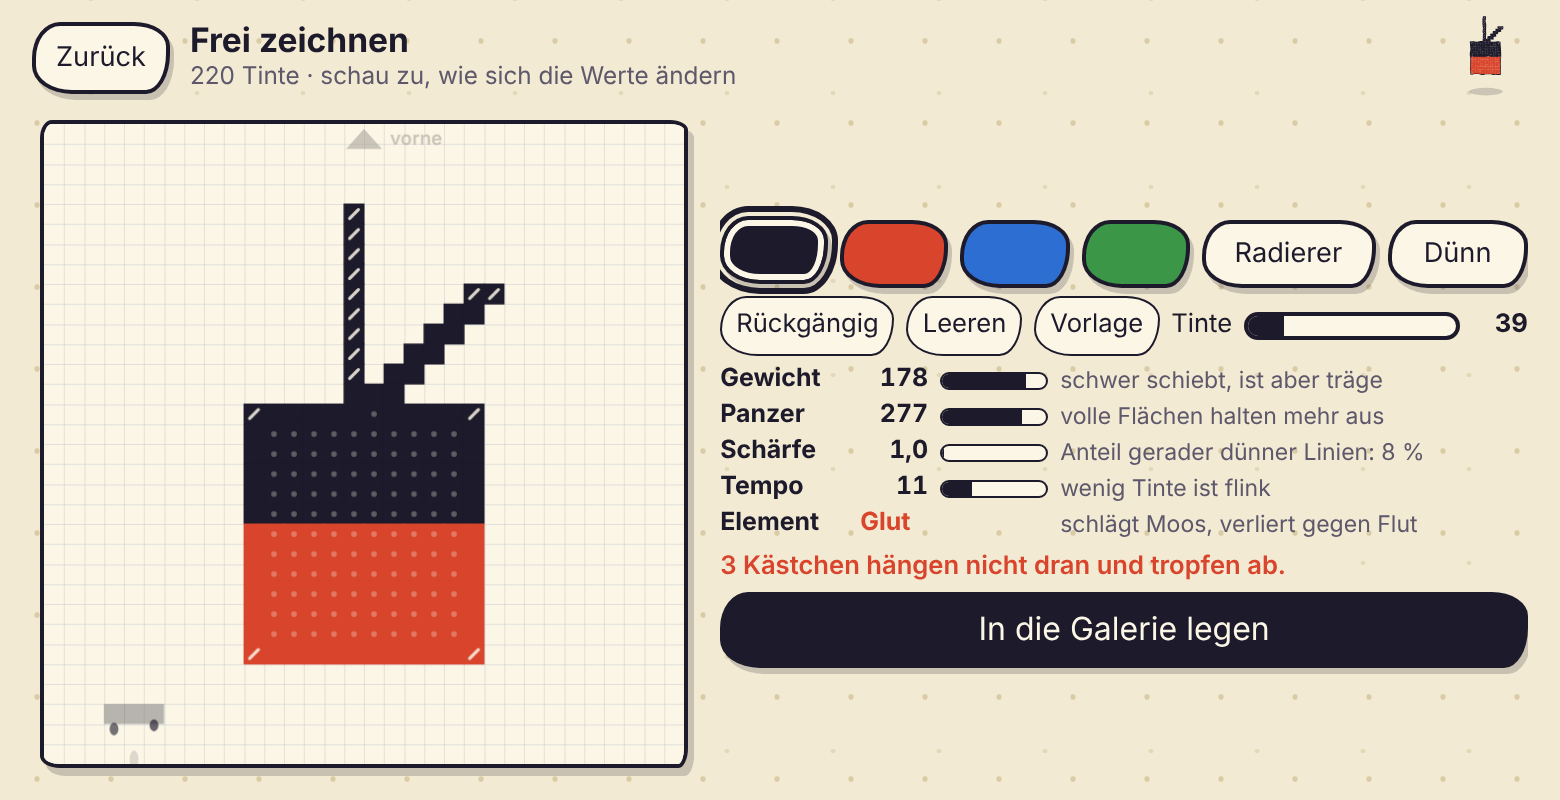 Zurück
Frei zeichnen
220 Tinte · schau zu, wie sich die Werte ändern
vorne
Radierer
Dünn
Rückgängig
Leeren
Vorlage
Tinte 39
Gewicht 178 schwer schiebt, ist aber träge
Panzer 277 volle Flächen halten mehr aus
Schärfe 1,0 Anteil gerader dünner Linien: 8 %
Tempo 11 wenig Tinte ist flink
Element Glut schlägt Moos, verliert gegen Flut
3 Kästchen hängen nicht dran und tropfen ab.
In die Galerie legen